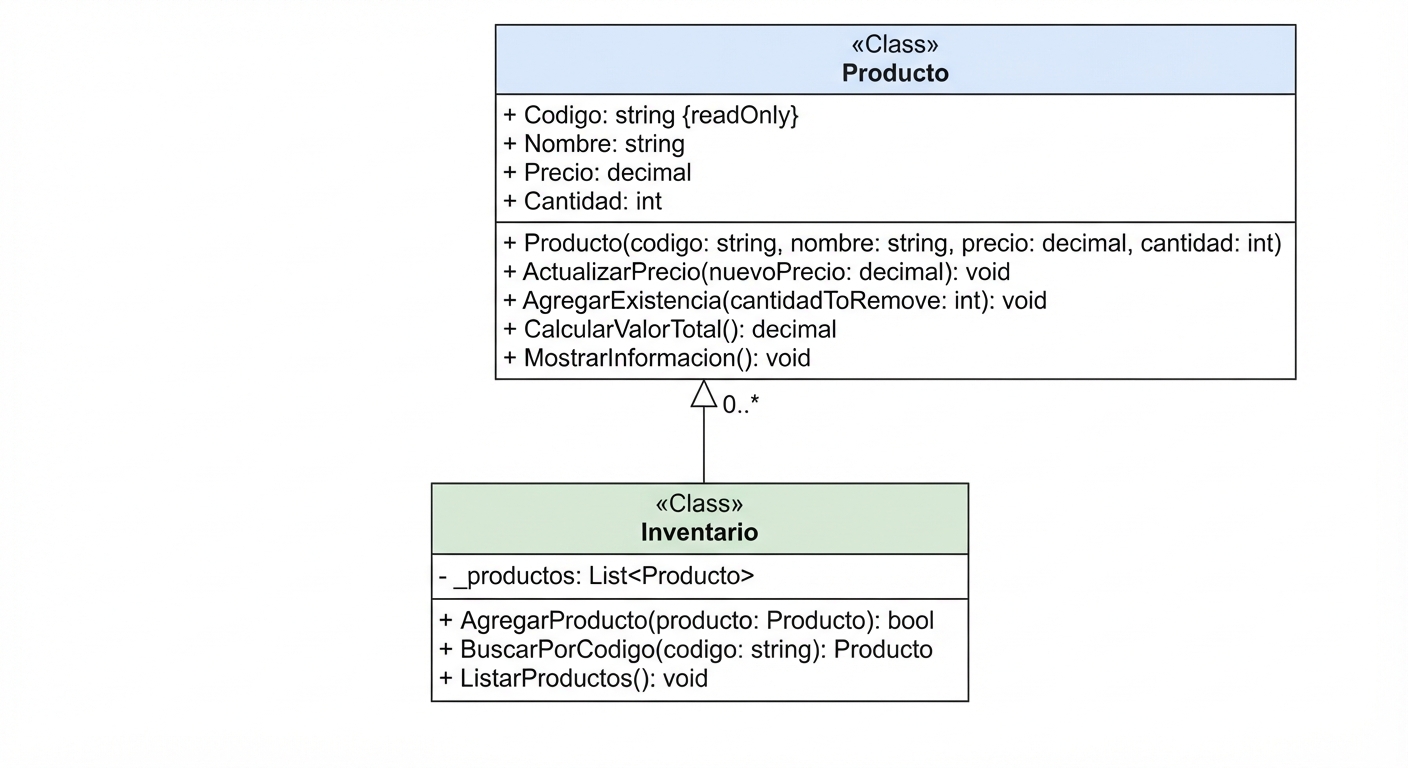 «Class»
Producto
+ Codigo: string {readOnly}
+ Nombre: string
+ Precio: decimal
+ Cantidad: int
+ Producto(codigo: string, nombre: string, precio: decimal, cantidad: int)
+ ActualizarPrecio(nuevoPrecio: decimal): void
+ AgregarExistencia(cantidadToRemove: int): void
+ CalcularValorTotal(): decimal
+ MostrarInformacion(): void
0..*
«Class»
Inventario
- _productos: List<Producto>
+ AgregarProducto(producto: Producto): bool
+ BuscarPorCodigo(codigo: string): Producto
+ ListarProductos(): void